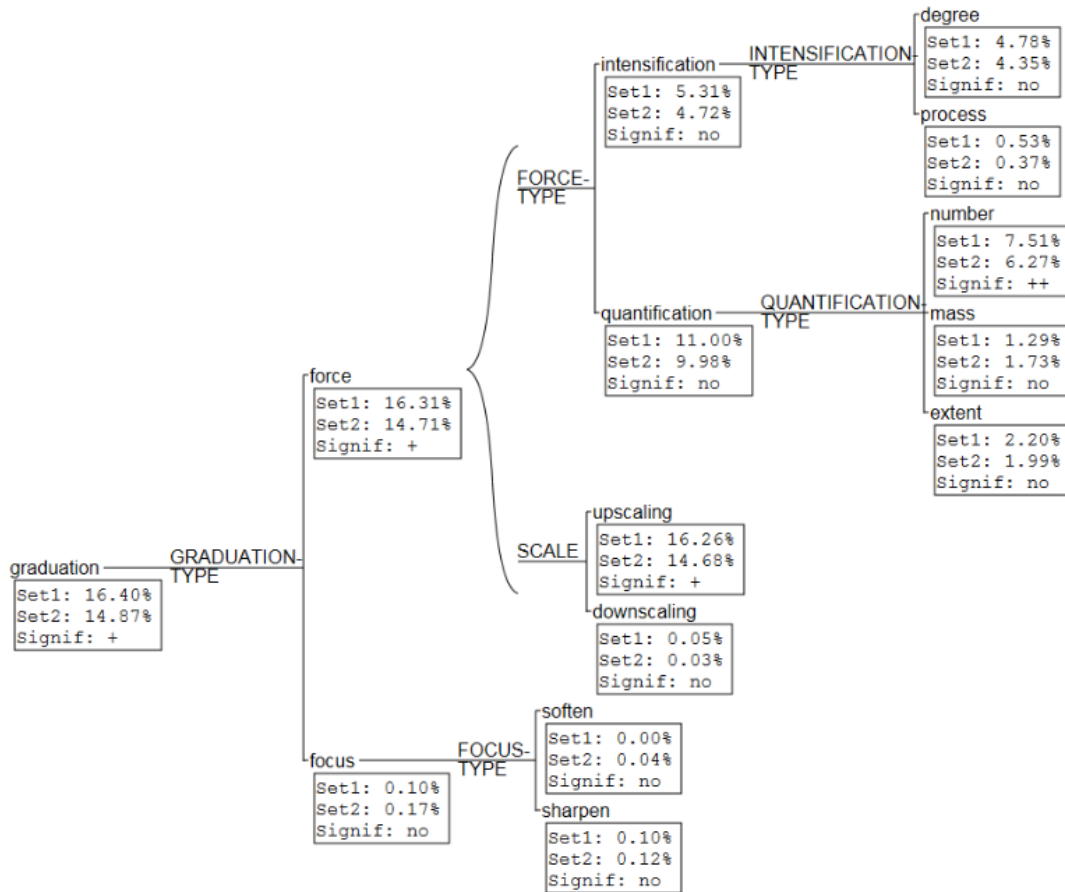 graduation
Set1: 16.40%
Set2: 14.87%
Signif: +
GRADUATION-
TYPE
force
Set1: 16.31%
Set2: 14.71%
Signif: +
FORCE-
TYPE
intensification
Set1: 5.31%
Set2: 4.72%
Signif: no
INTENSIFICATION-
TYPE
degree
Set1: 4.78%
Set2: 4.35%
Signif: no
process
Set1: 0.53%
Set2: 0.37%
Signif: no
quantification
Set1: 11.00%
Set2: 9.98%
Signif: no
QUANTIFICATION-
TYPE
number
Set1: 7.51%
Set2: 6.27%
Signif: ++
mass
Set1: 1.29%
Set2: 1.73%
Signif: no
extent
Set1: 2.20%
Set2: 1.99%
Signif: no
SCALE
upscaling
Set1: 16.26%
Set2: 14.68%
Signif: +
downscaling
Set1: 0.05%
Set2: 0.03%
Signif: no
focus
Set1: 0.10%
Set2: 0.17%
Signif: no
FOCUS-
TYPE
soften
Set1: 0.00%
Set2: 0.04%
Signif: no
sharpen
Set1: 0.10%
Set2: 0.12%
Signif: no